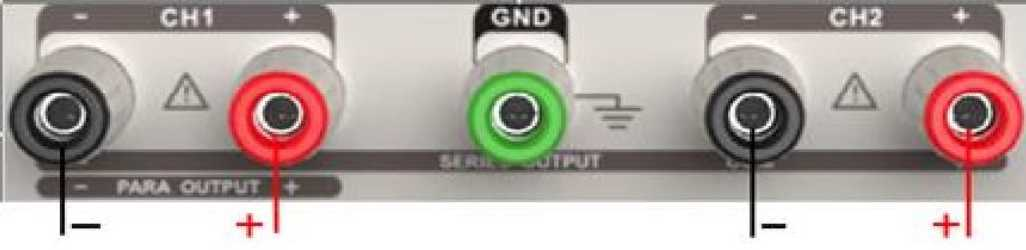 - CH1 + GND - CH2 +
SERIES OUTPUT
- PARA OUTPUT +
- + - +